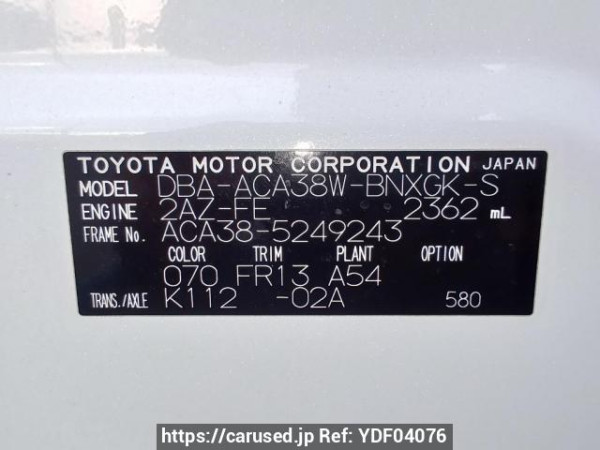 TOYOTA MOTOR CORPORATION JAPAN
MODEL DBA-ACA38W-BNXGK-S
ENGINE 2AZ-FE 2362 mL
FRAME No. ACA38-5249243
COLOR TRIM PLANT OPTION
070 FR13 A54
TRANS./AXLE K112 -02A 580
https://carused.jp Ref: YDF04076